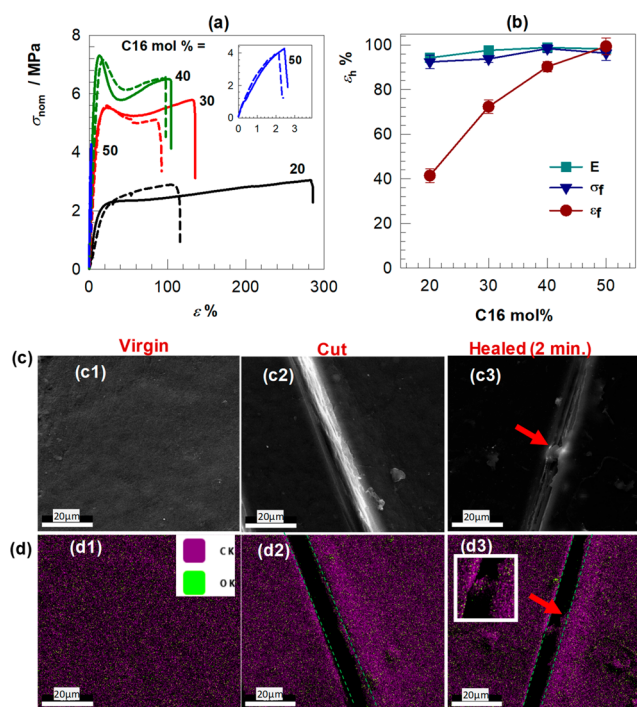 (a)
(b)
C16 mol % =
σnom / MPa
8
6
4
2
0
40
30
50
20
4
2
0
50
0 1 2 3
0 100 200 300
ε %
εh %
100
80
60
40
20
0
E
σf
εf
20 30 40 50
C16 mol%
Virgin Cut Healed (2 min.)
(c)
(c1) (c2) (c3)
20μm 20μm 20μm
(d)
(d1) (d2) (d3)
C K
O K
20μm 20μm 20μm